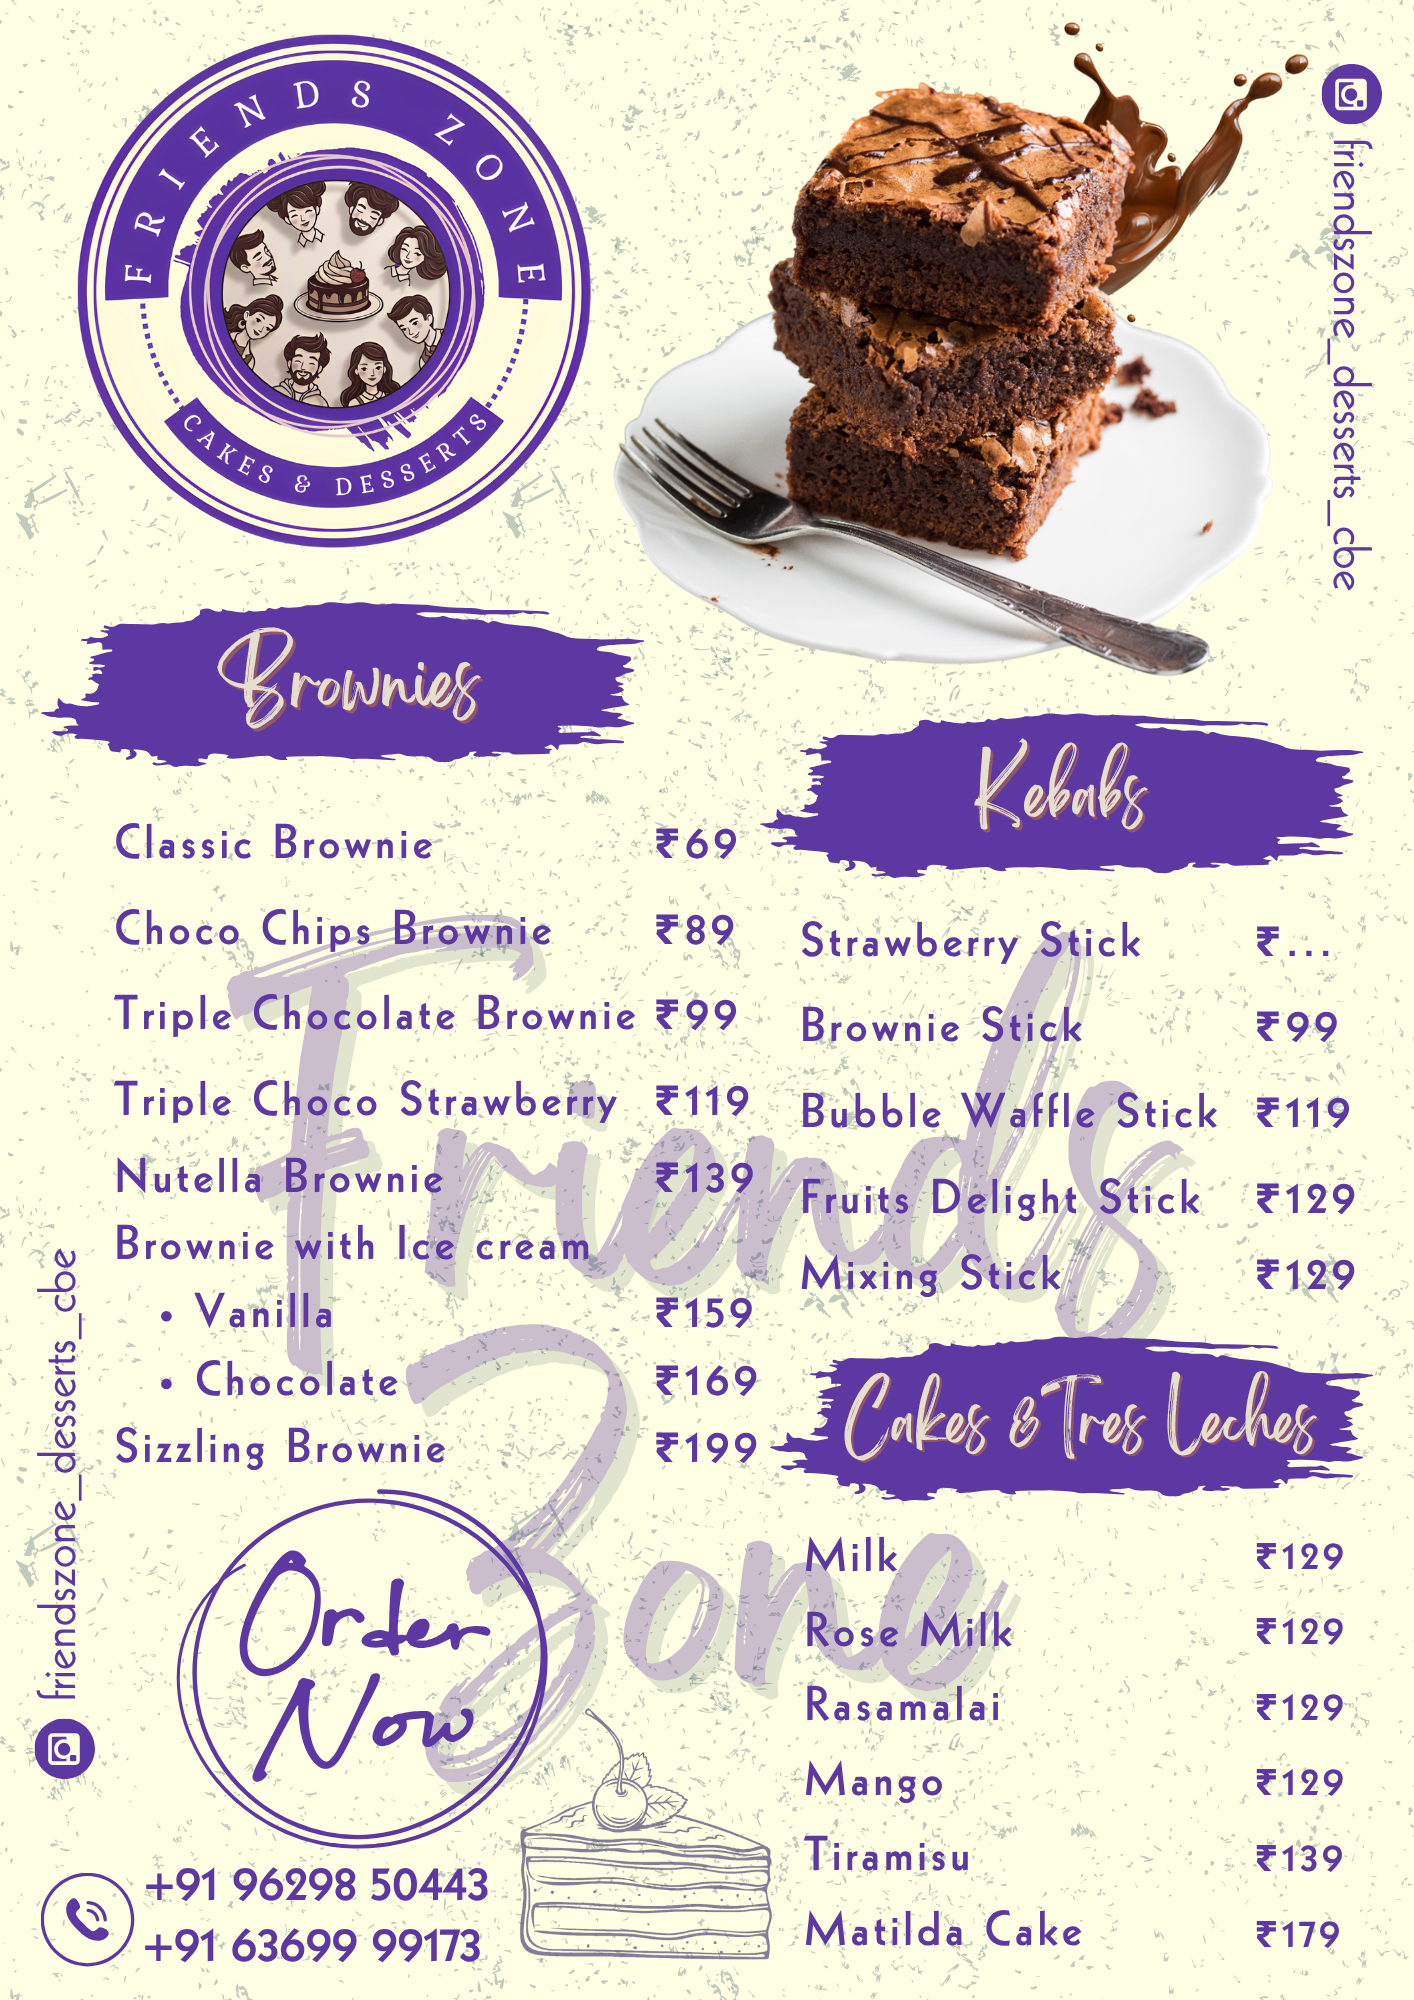 FRIENDS ZONE
CAKES & DESSERTS
friendszone_desserts_cbe
Brownies
Classic Brownie ₹69
Choco Chips Brownie ₹89
Triple Chocolate Brownie ₹99
Triple Choco Strawberry ₹119
Nutella Brownie ₹139
Brownie with Ice cream
• Vanilla ₹159
• Chocolate ₹169
Sizzling Brownie ₹199
Kebabs
Strawberry Stick ₹...
Brownie Stick ₹99
Bubble Waffle Stick ₹119
Fruits Delight Stick ₹129
Mixing Stick ₹129
Cakes & Tres Leches
Milk ₹129
Rose Milk ₹129
Rasamalai ₹129
Mango ₹129
Tiramisu ₹139
Matilda Cake ₹179
Friends
Zone
friendszone_desserts_cbe
Order
Now
+91 96298 50443
+91 63699 99173